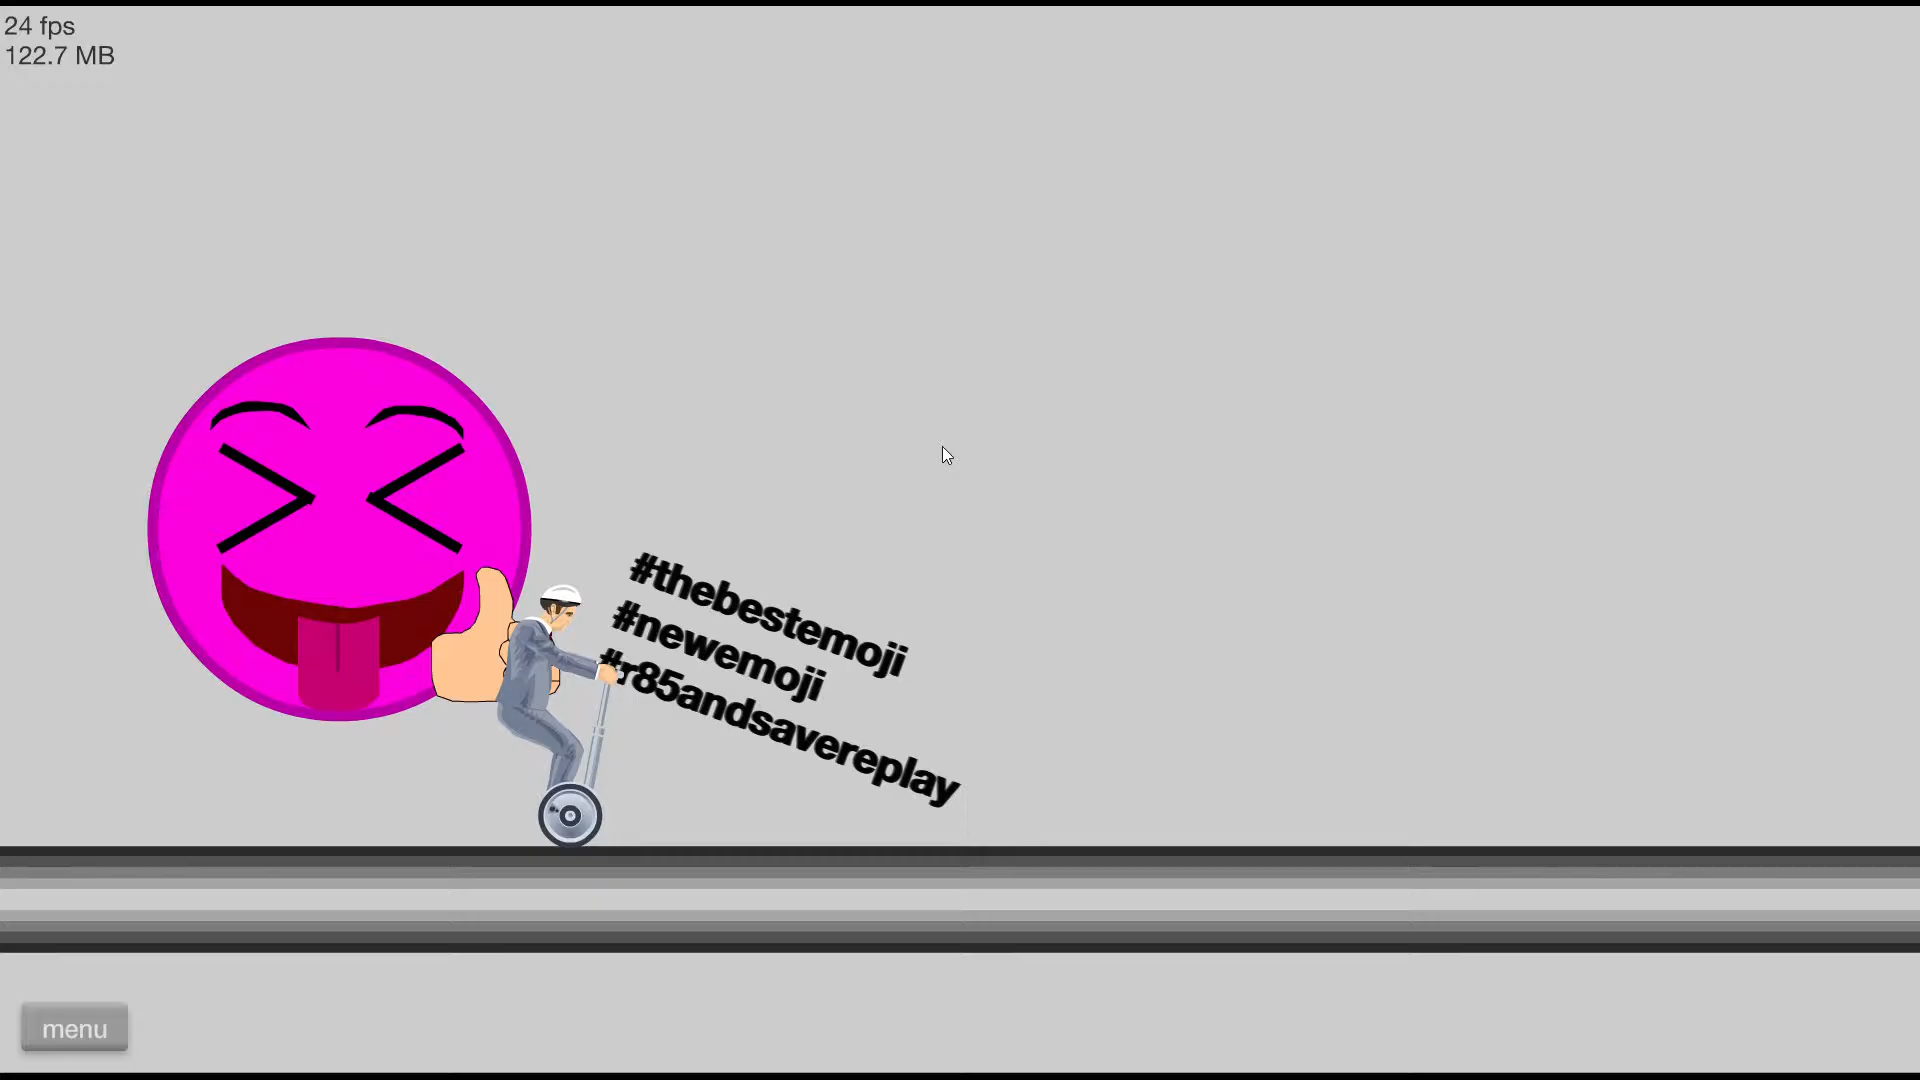 24 fps
122.7 MB
#thebestemoji
#newemoji
#r85andsavereplay
menu